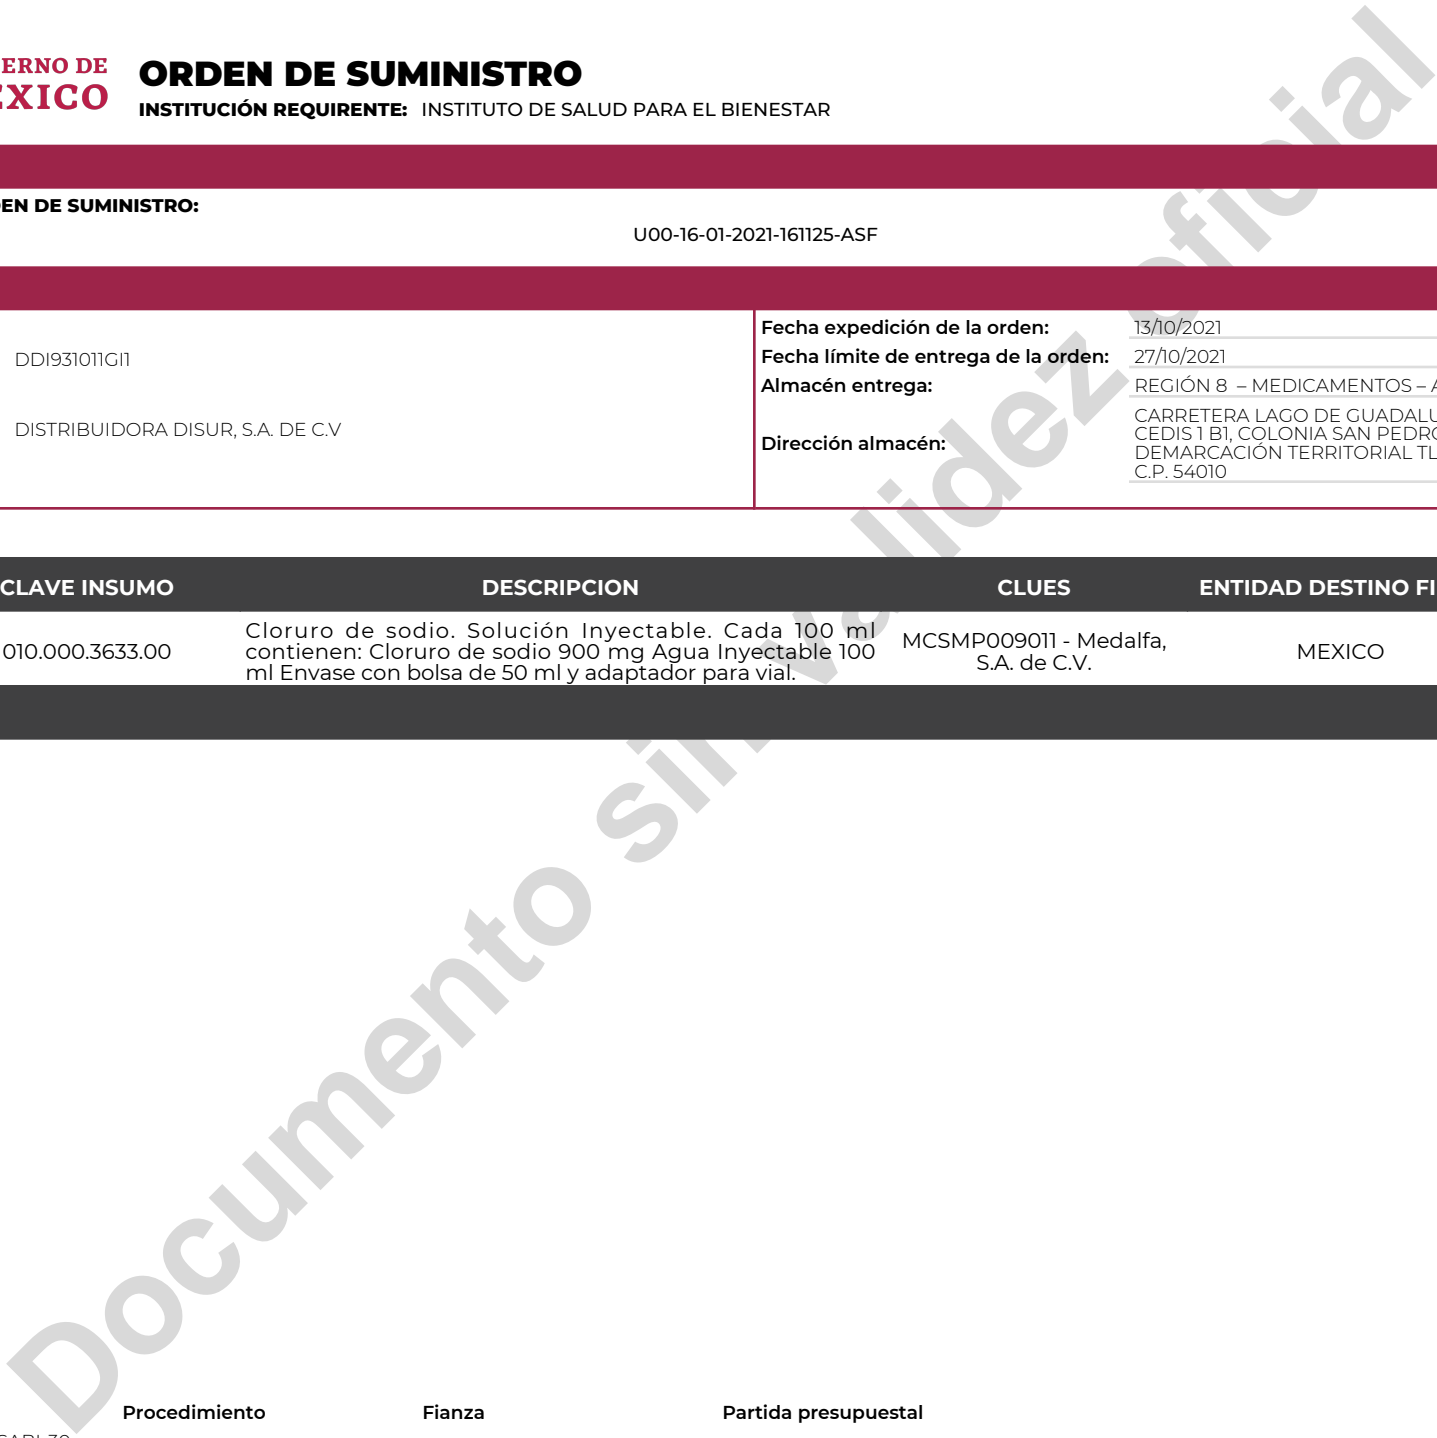 ERNO DE
EXICO
ORDEN DE SUMINISTRO
INSTITUCIÓN REQUIRENTE: INSTITUTO DE SALUD PARA EL BIENESTAR
EN DE SUMINISTRO:
U00-16-01-2021-161125-ASF
DDI931011GI1
DISTRIBUIDORA DISUR, S.A. DE C.V
Fecha expedición de la orden: 13/10/2021
Fecha límite de entrega de la orden: 27/10/2021
Almacén entrega: REGIÓN 8 – MEDICAMENTOS – A
Dirección almacén:
CARRETERA LAGO DE GUADALU
CEDIS 1 B1, COLONIA SAN PEDRO
DEMARCACIÓN TERRITORIAL TL
C.P. 54010
CLAVE INSUMO DESCRIPCION CLUES ENTIDAD DESTINO FI
010.000.3633.00
Cloruro de sodio. Solución Inyectable. Cada 100 ml
contienen: Cloruro de sodio 900 mg Agua Inyectable 100
ml Envase con bolsa de 50 ml y adaptador para vial.
MCSMP009011 - Medalfa,
S.A. de C.V.
MEXICO
Documento sin validez oficial
Procedimiento Fianza Partida presupuestal